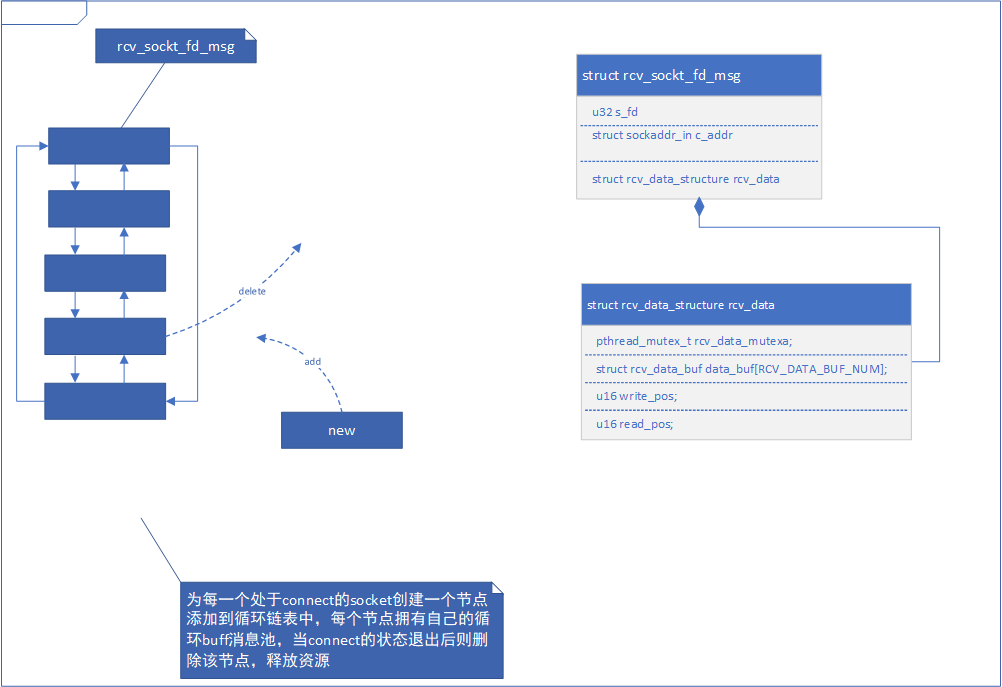 rcv_sockt_fd_msg
struct rcv_sockt_fd_msg
u32 s_fd
struct sockaddr_in c_addr
struct rcv_data_structure rcv_data
delete
add
new
struct rcv_data_structure rcv_data
pthread_mutex_t rcv_data_mutexa;
struct rcv_data_buf data_buf[RCV_DATA_BUF_NUM];
u16 write_pos;
u16 read_pos;
为每一个处于connect的socket创建一个节点
添加到循环链表中，每个节点拥有自己的循
环buff消息池，当connect的状态退出后则删
除该节点，释放资源